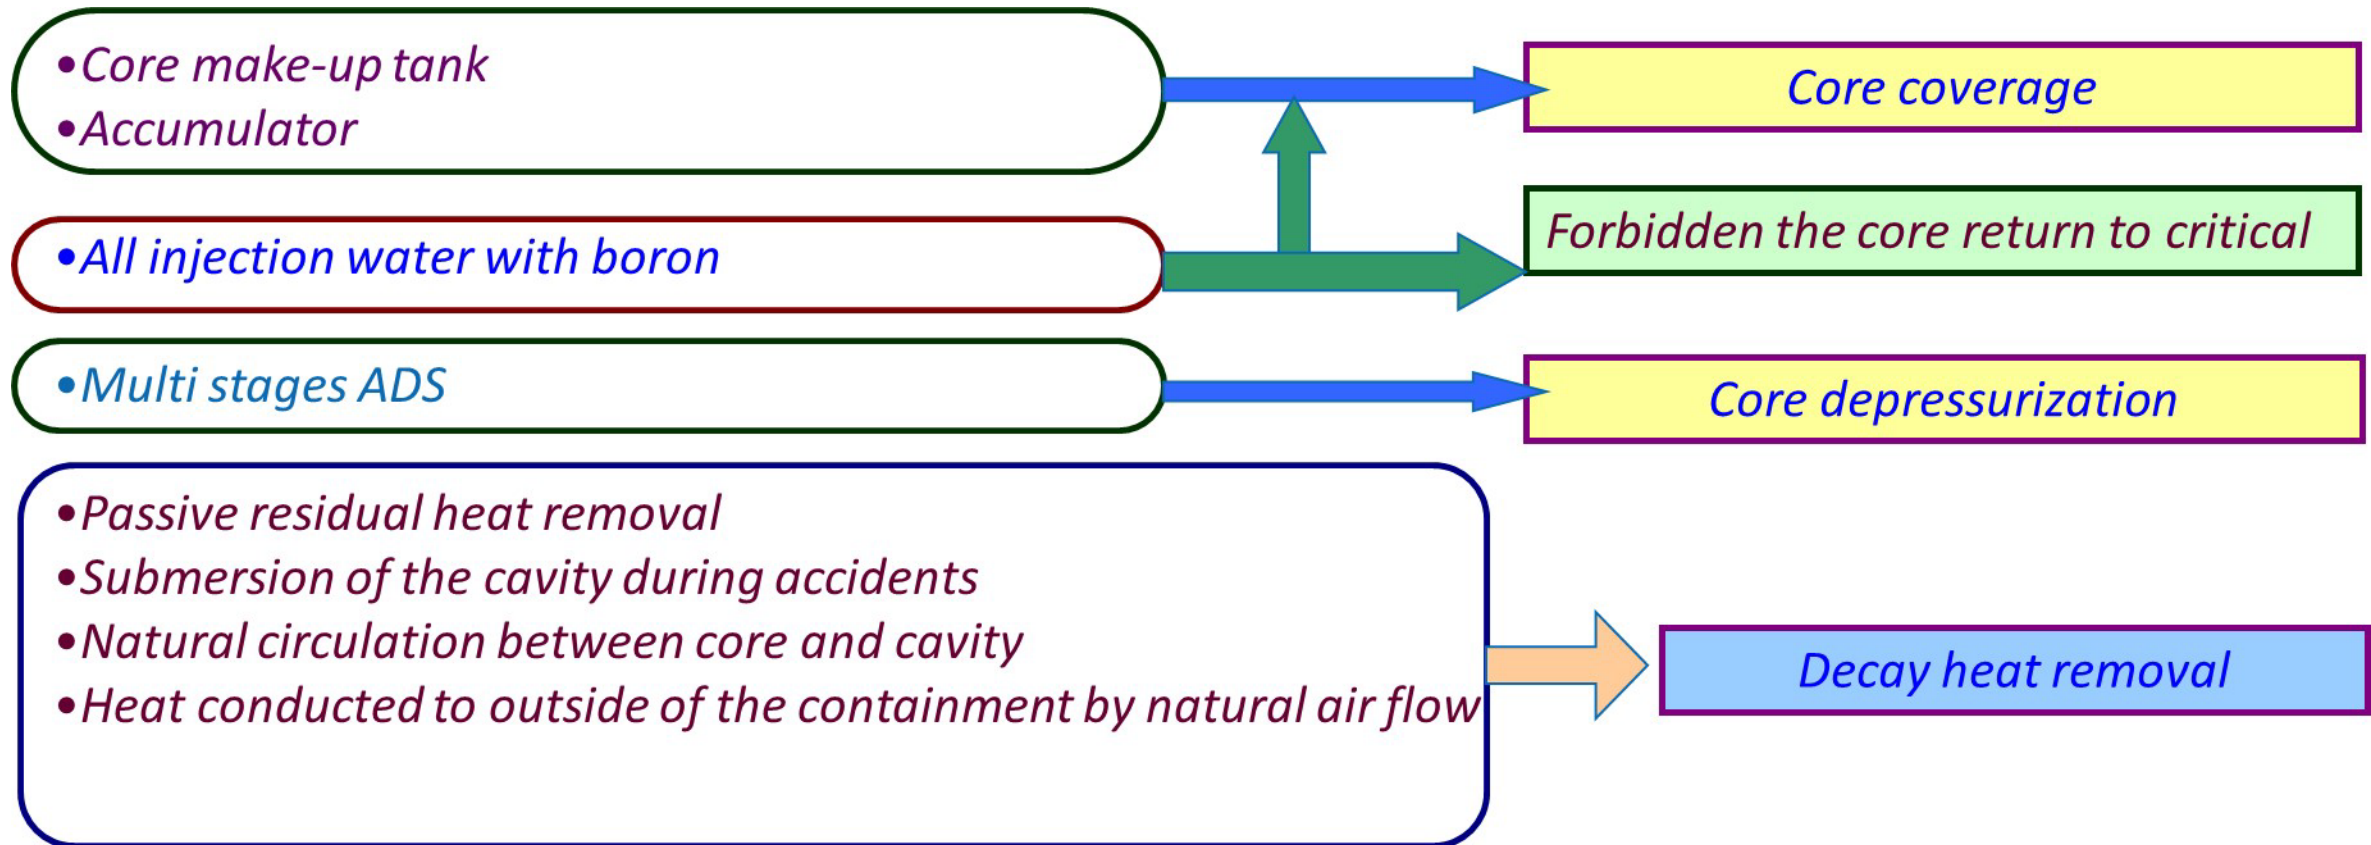 •Core make-up tank
•Accumulator
Core coverage
•All injection water with boron
Forbidden the core return to critical
•Multi stages ADS
Core depressurization
•Passive residual heat removal
•Submersion of the cavity during accidents
•Natural circulation between core and cavity
•Heat conducted to outside of the containment by natural air flow
Decay heat removal